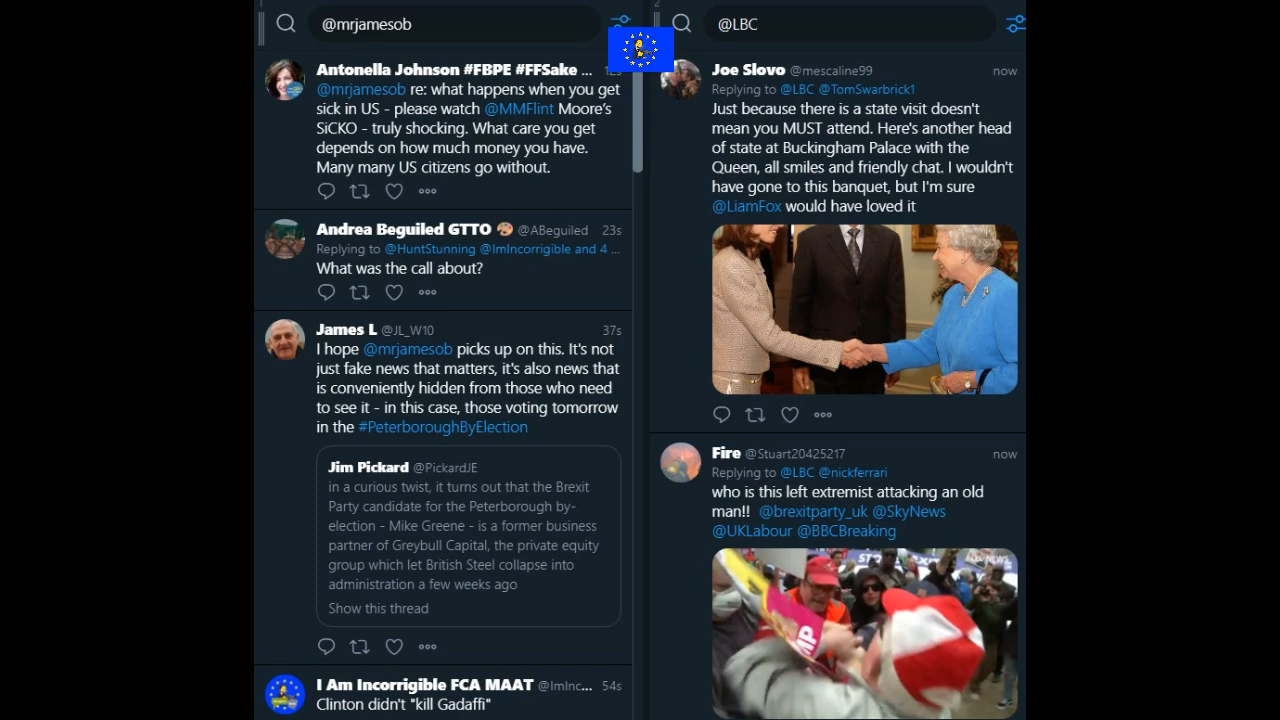 1
@mrjamesob
Antonella Johnson #FBPE #FFSake ... 12s
@mrjamesob re: what happens when you get
sick in US - please watch @MMFlint Moore's
SiCKO - truly shocking. What care you get
depends on how much money you have.
Many many US citizens go without.
Andrea Beguiled GTTO @ABeguiled 23s
Replying to @HuntStunning @ImIncorrigible and 4 ...
What was the call about?
James L @JL_W10 37s
I hope @mrjamesob picks up on this. It's not
just fake news that matters, it's also news that
is conveniently hidden from those who need
to see it - in this case, those voting tomorrow
in the #PeterboroughByElection
Jim Pickard @PickardJE
in a curious twist, it turns out that the Brexit
Party candidate for the Peterborough by-
election - Mike Greene - is a former business
partner of Greybull Capital, the private equity
group which let British Steel collapse into
administration a few weeks ago
Show this thread
I Am Incorrigible FCA MAAT @ImInc... 54s
Clinton didn't "kill Gadaffi"
2
@LBC
Joe Slovo @mescaline99 now
Replying to @LBC @TomSwarbrick1
Just because there is a state visit doesn't
mean you MUST attend. Here's another head
of state at Buckingham Palace with the
Queen, all smiles and friendly chat. I wouldn't
have gone to this banquet, but I'm sure
@LiamFox would have loved it
Fire @Stuart20425217 now
Replying to @LBC @nickferrari
who is this left extremist attacking an old
man!! @brexitparty_uk @SkyNews
@UKLabour @BBCBreaking